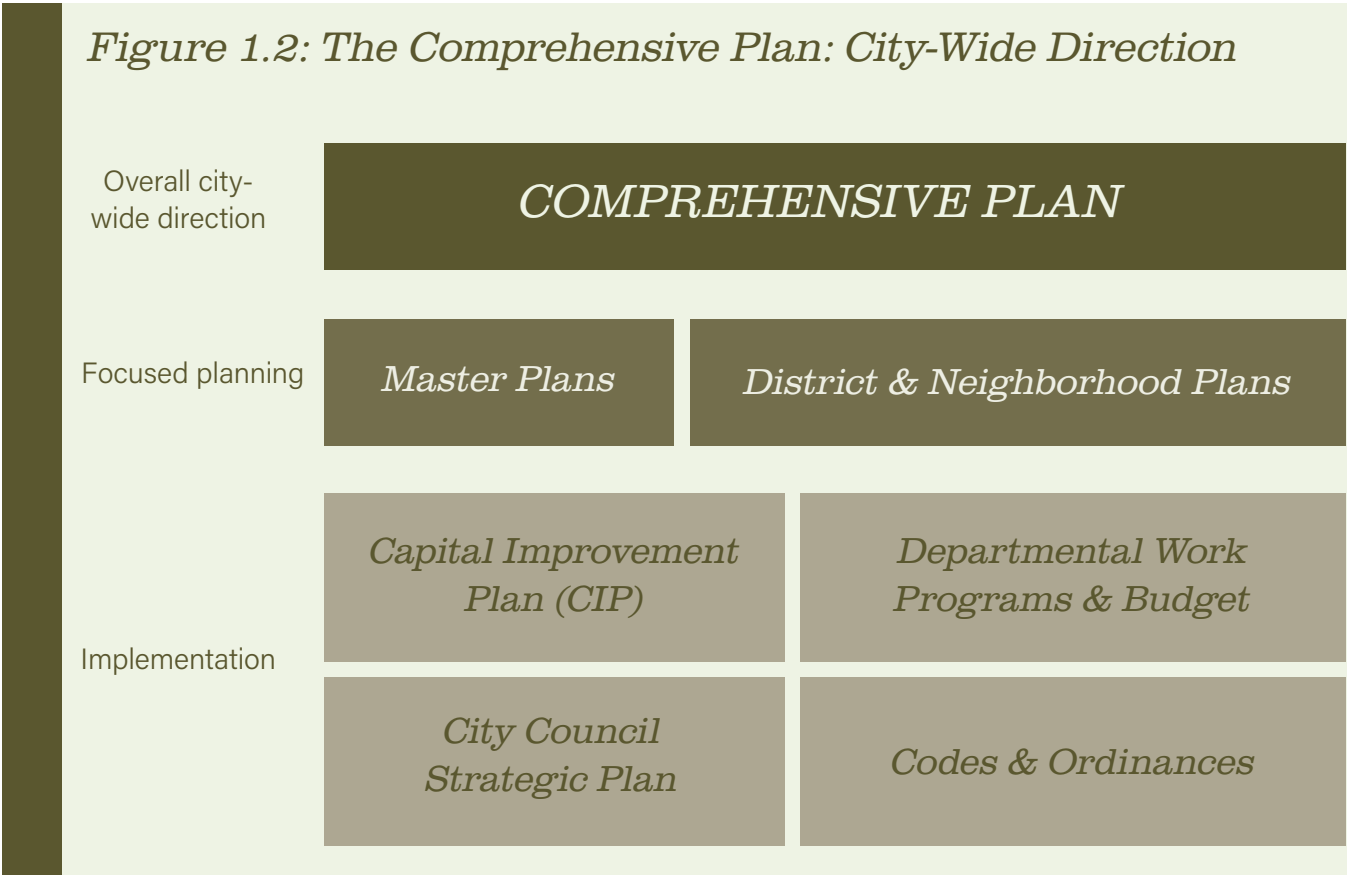 Figure 1.2: The Comprehensive Plan: City-Wide Direction
Overall city-
wide direction
COMPREHENSIVE PLAN
Focused planning
Master Plans
District & Neighborhood Plans
Implementation
Capital Improvement
Plan (CIP)
Departmental Work
Programs & Budget
City Council
Strategic Plan
Codes & Ordinances